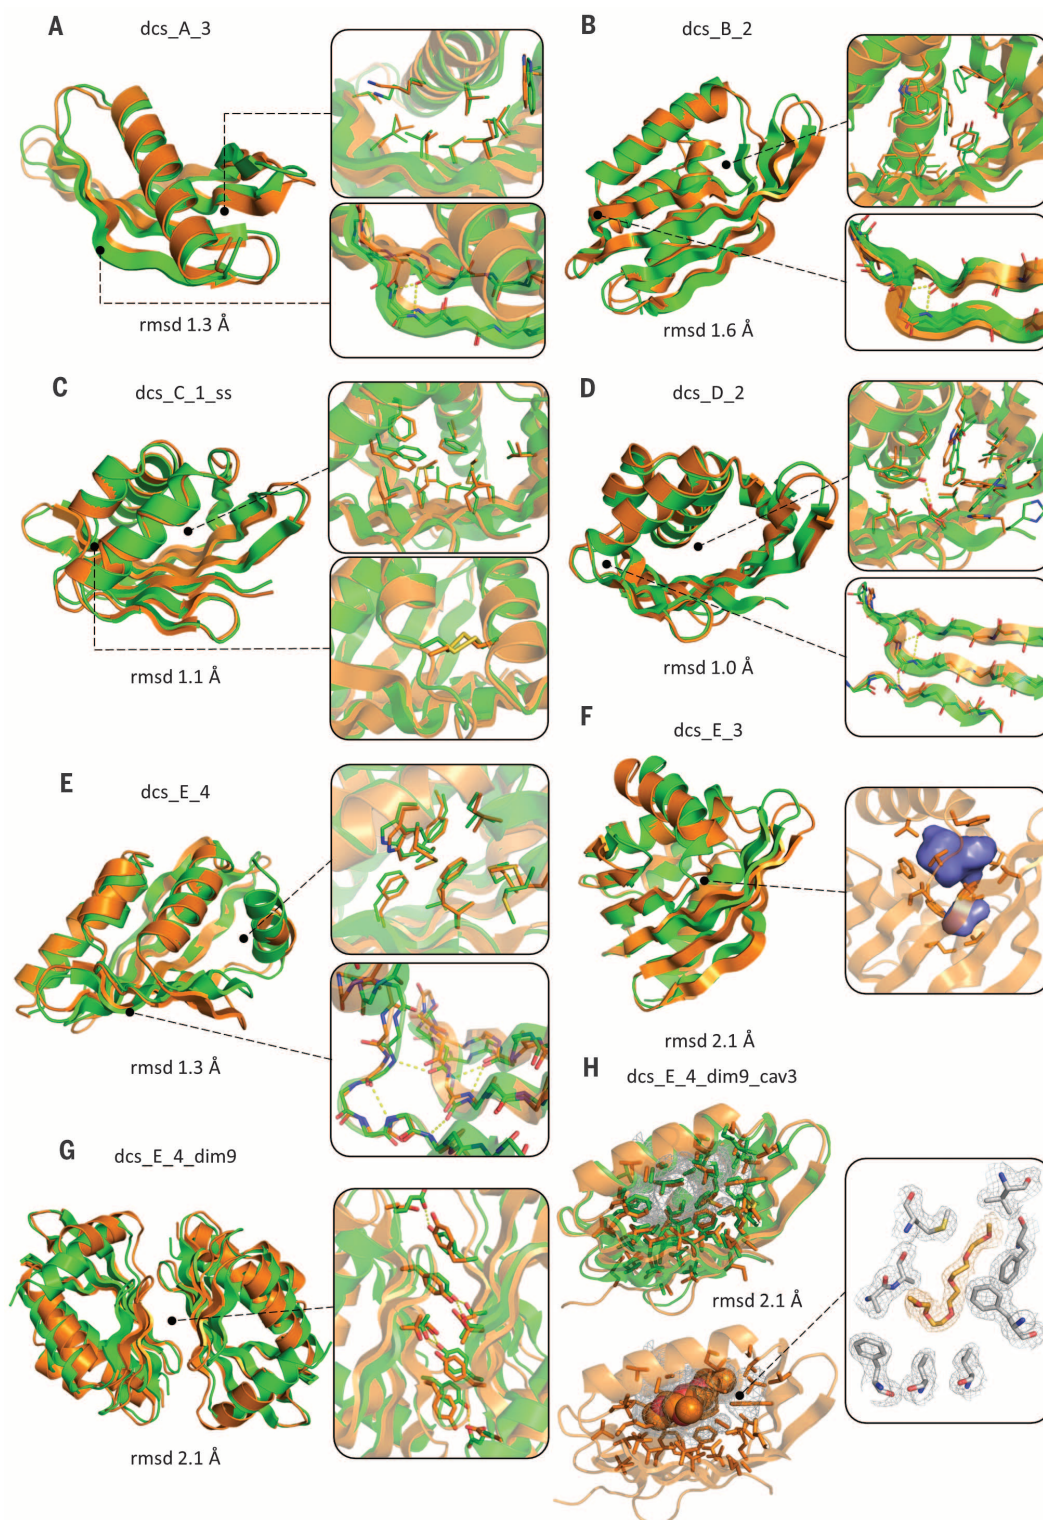 A
dcs_A_3
rmsd 1.3 Å
B
dcs_B_2
rmsd 1.6 Å
C
dcs_C_1_ss
rmsd 1.1 Å
D
dcs_D_2
rmsd 1.0 Å
E
dcs_E_4
rmsd 1.3 Å
F
dcs_E_3
rmsd 2.1 Å
G
dcs_E_4_dim9
rmsd 2.1 Å
H
dcs_E_4_dim9_cav3
rmsd 2.1 Å